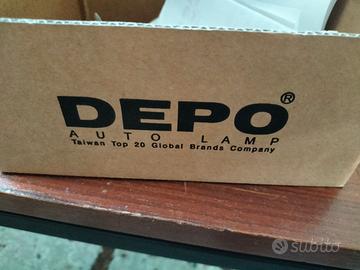 DEPO®
AUTO LAMP
Taiwan Top 20 Global Brands Company
subito